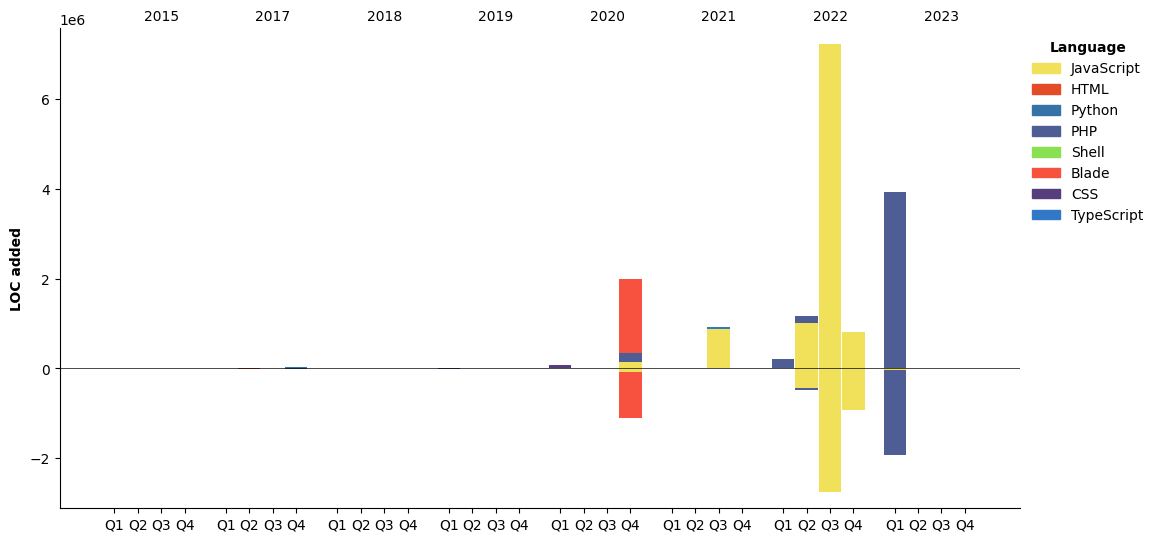 1e6 2015 2017 2018 2019 2020 2021 2022 2023
Language
JavaScript
HTML
Python
PHP
Shell
Blade
CSS
TypeScript
LOC added
6
4
2
0
−2
Q1 Q2 Q3 Q4 Q1 Q2 Q3 Q4 Q1 Q2 Q3 Q4 Q1 Q2 Q3 Q4 Q1 Q2 Q3 Q4 Q1 Q2 Q3 Q4 Q1 Q2 Q3 Q4 Q1 Q2 Q3 Q4